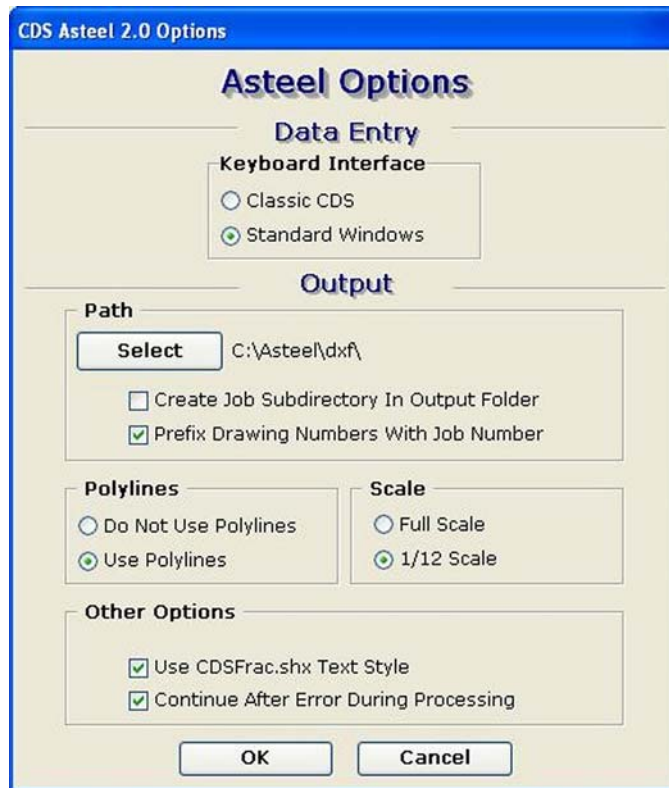 CDS Asteel 2.0 Options
Asteel Options
Data Entry
Keyboard Interface
Classic CDS
Standard Windows
Output
Path
Select C:\Asteel\dxf\
Create Job Subdirectory In Output Folder
Prefix Drawing Numbers With Job Number
Polylines
Do Not Use Polylines
Use Polylines
Scale
Full Scale
1/12 Scale
Other Options
Use CDSFrac.shx Text Style
Continue After Error During Processing
OK Cancel